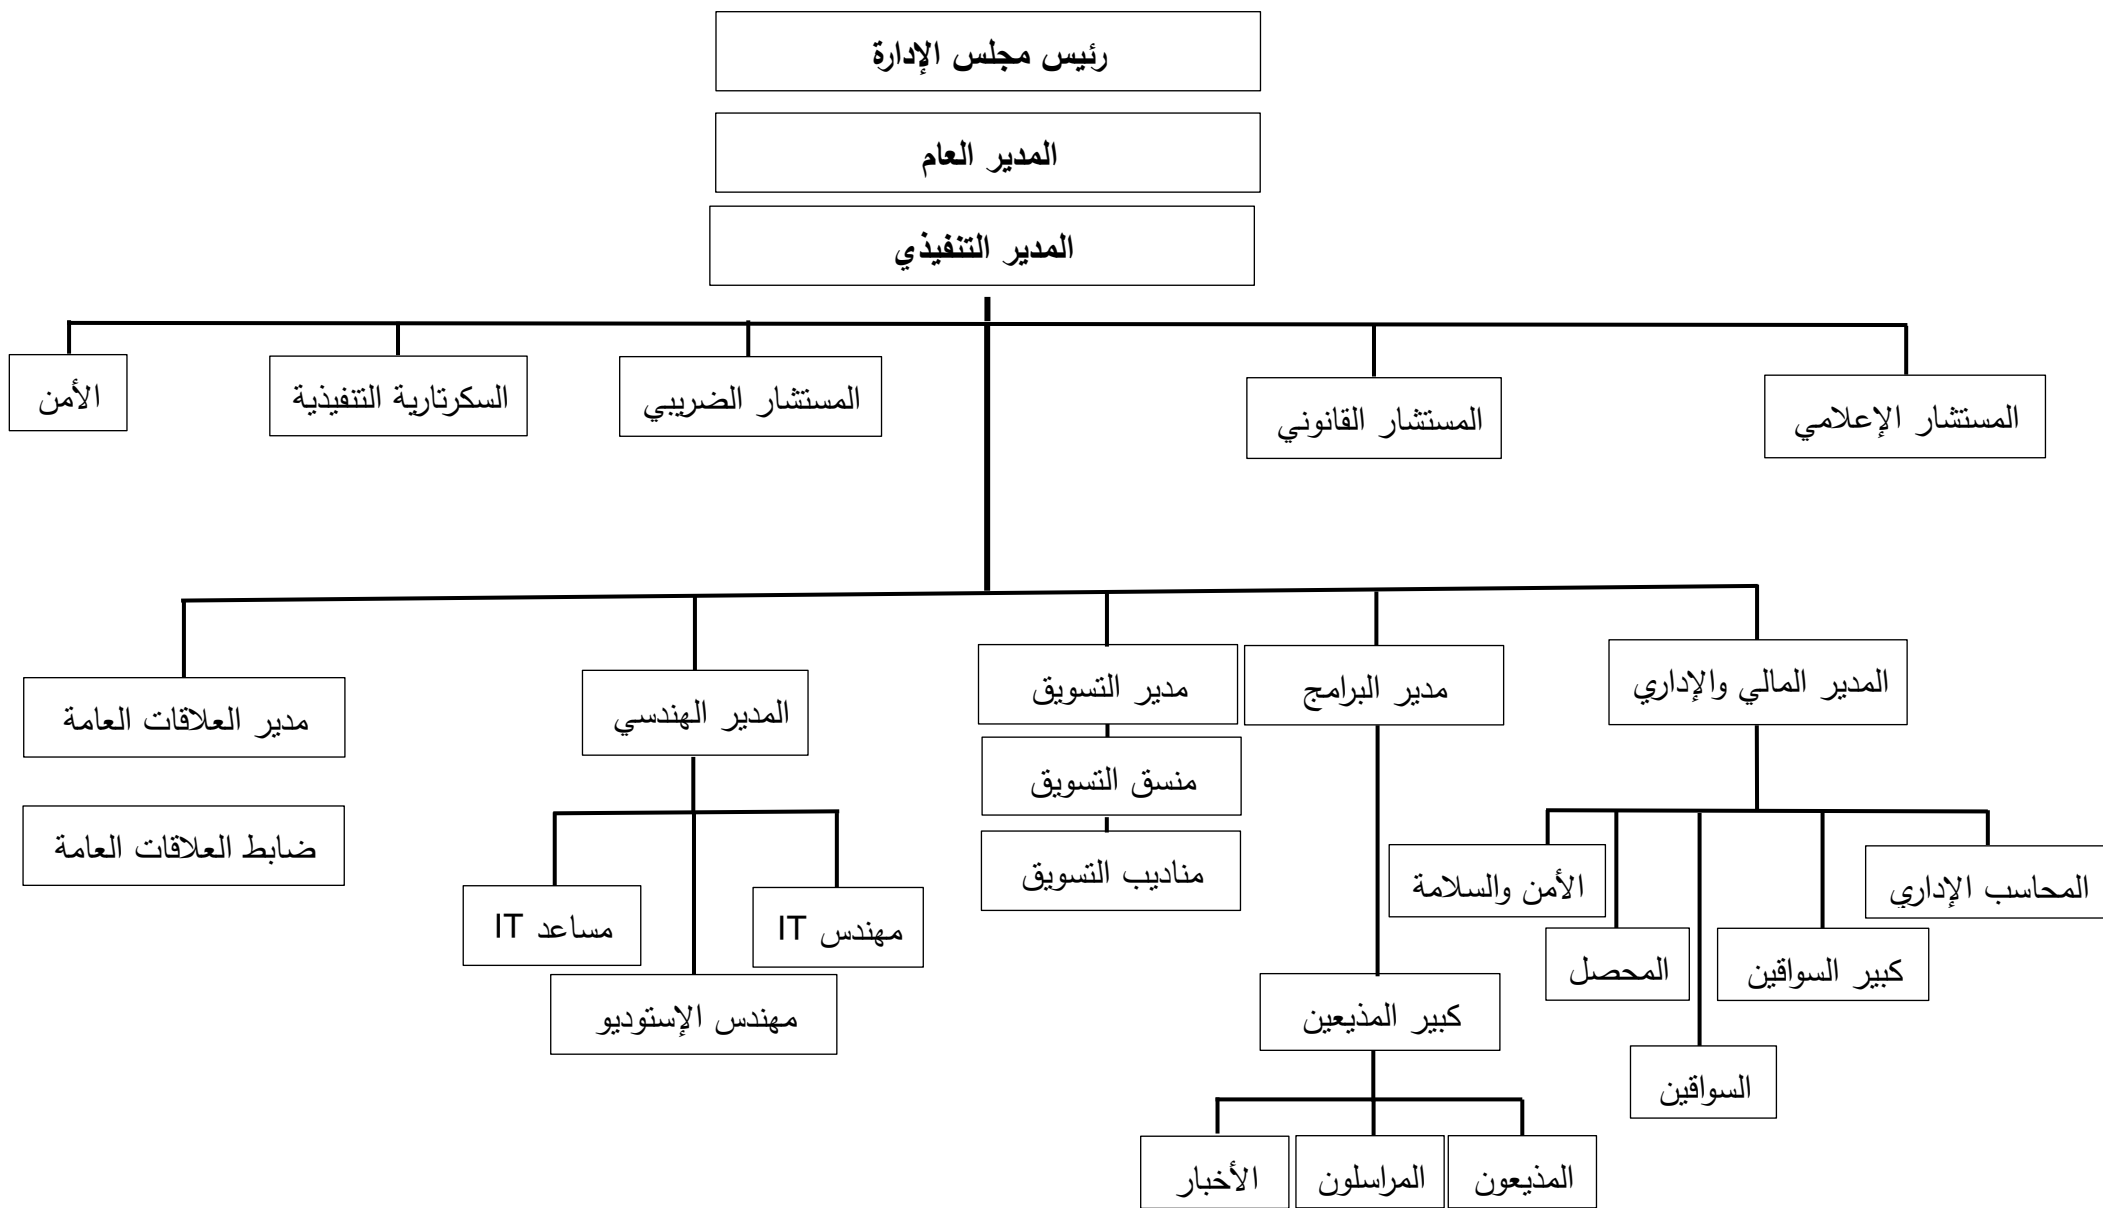 رئيس مجلس الإدارة
المدير العام
المدير التنفيذي
المستشار الإعلامي
المستشار القانوني
المستشار الضريبي
السكرتارية التنفيذية
الأمن
المدير المالي والإداري
مدير البرامج
مدير التسويق
المدير الهندسي
مدير العلاقات العامة
منسق التسويق
ضابط العلاقات العامة
مناديب التسويق
المحاسب الإداري
الأمن والسلامة
مهندس IT
مساعد IT
كبير السواقين
المحصل
كبير المذيعين
مهندس الإستوديو
السواقين
المذيعون
المراسلون
الأخبار